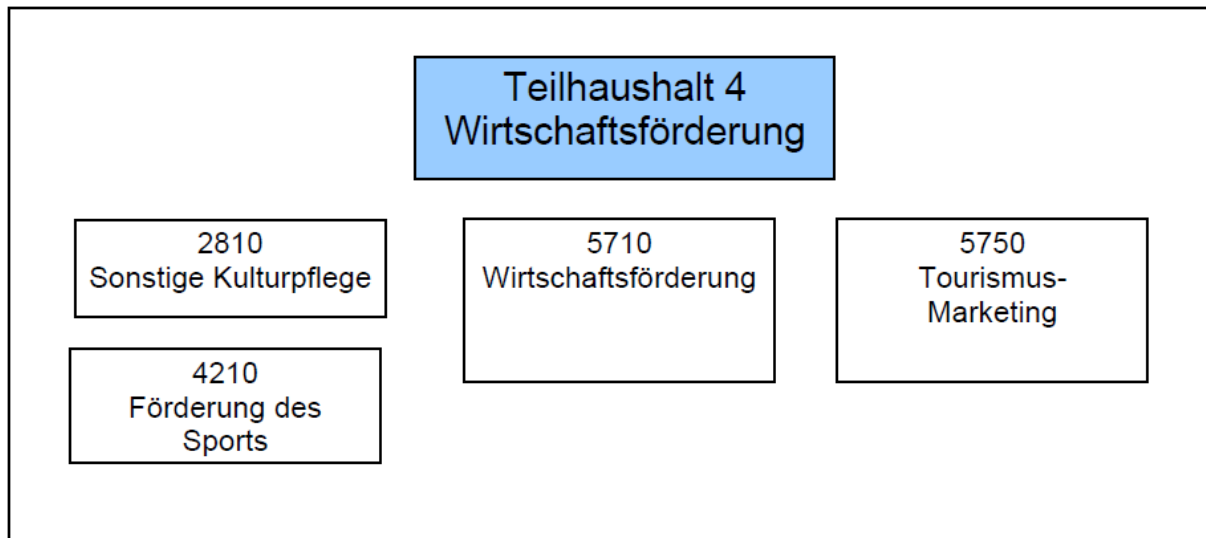 Teilhaushalt 4
Wirtschaftsförderung
2810
Sonstige Kulturpflege
5710
Wirtschaftsförderung
5750
Tourismus-
Marketing
4210
Förderung des
Sports